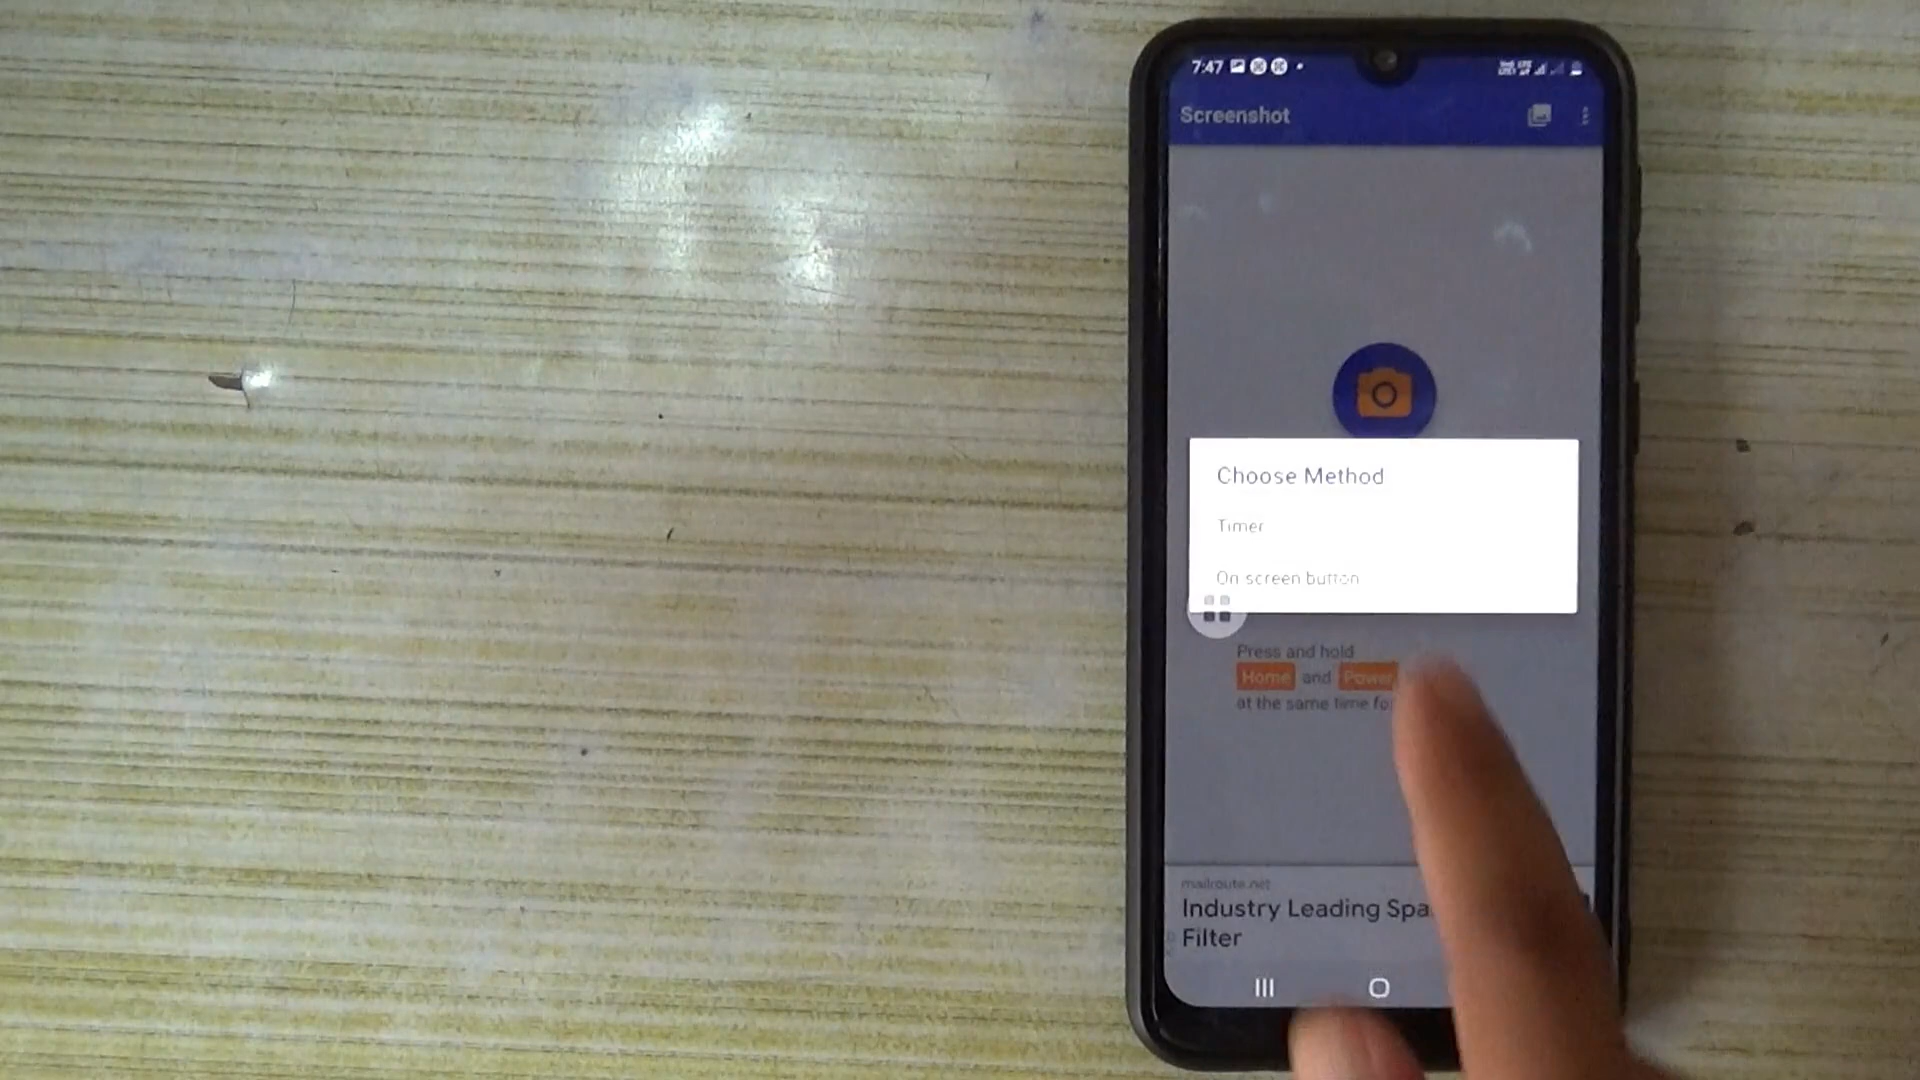 7:47
Screenshot
Choose Method
Timer
On screen button
Press and hold
Home and Power
at the same time for
mailroute.net
Industry Leading Spa
Filter